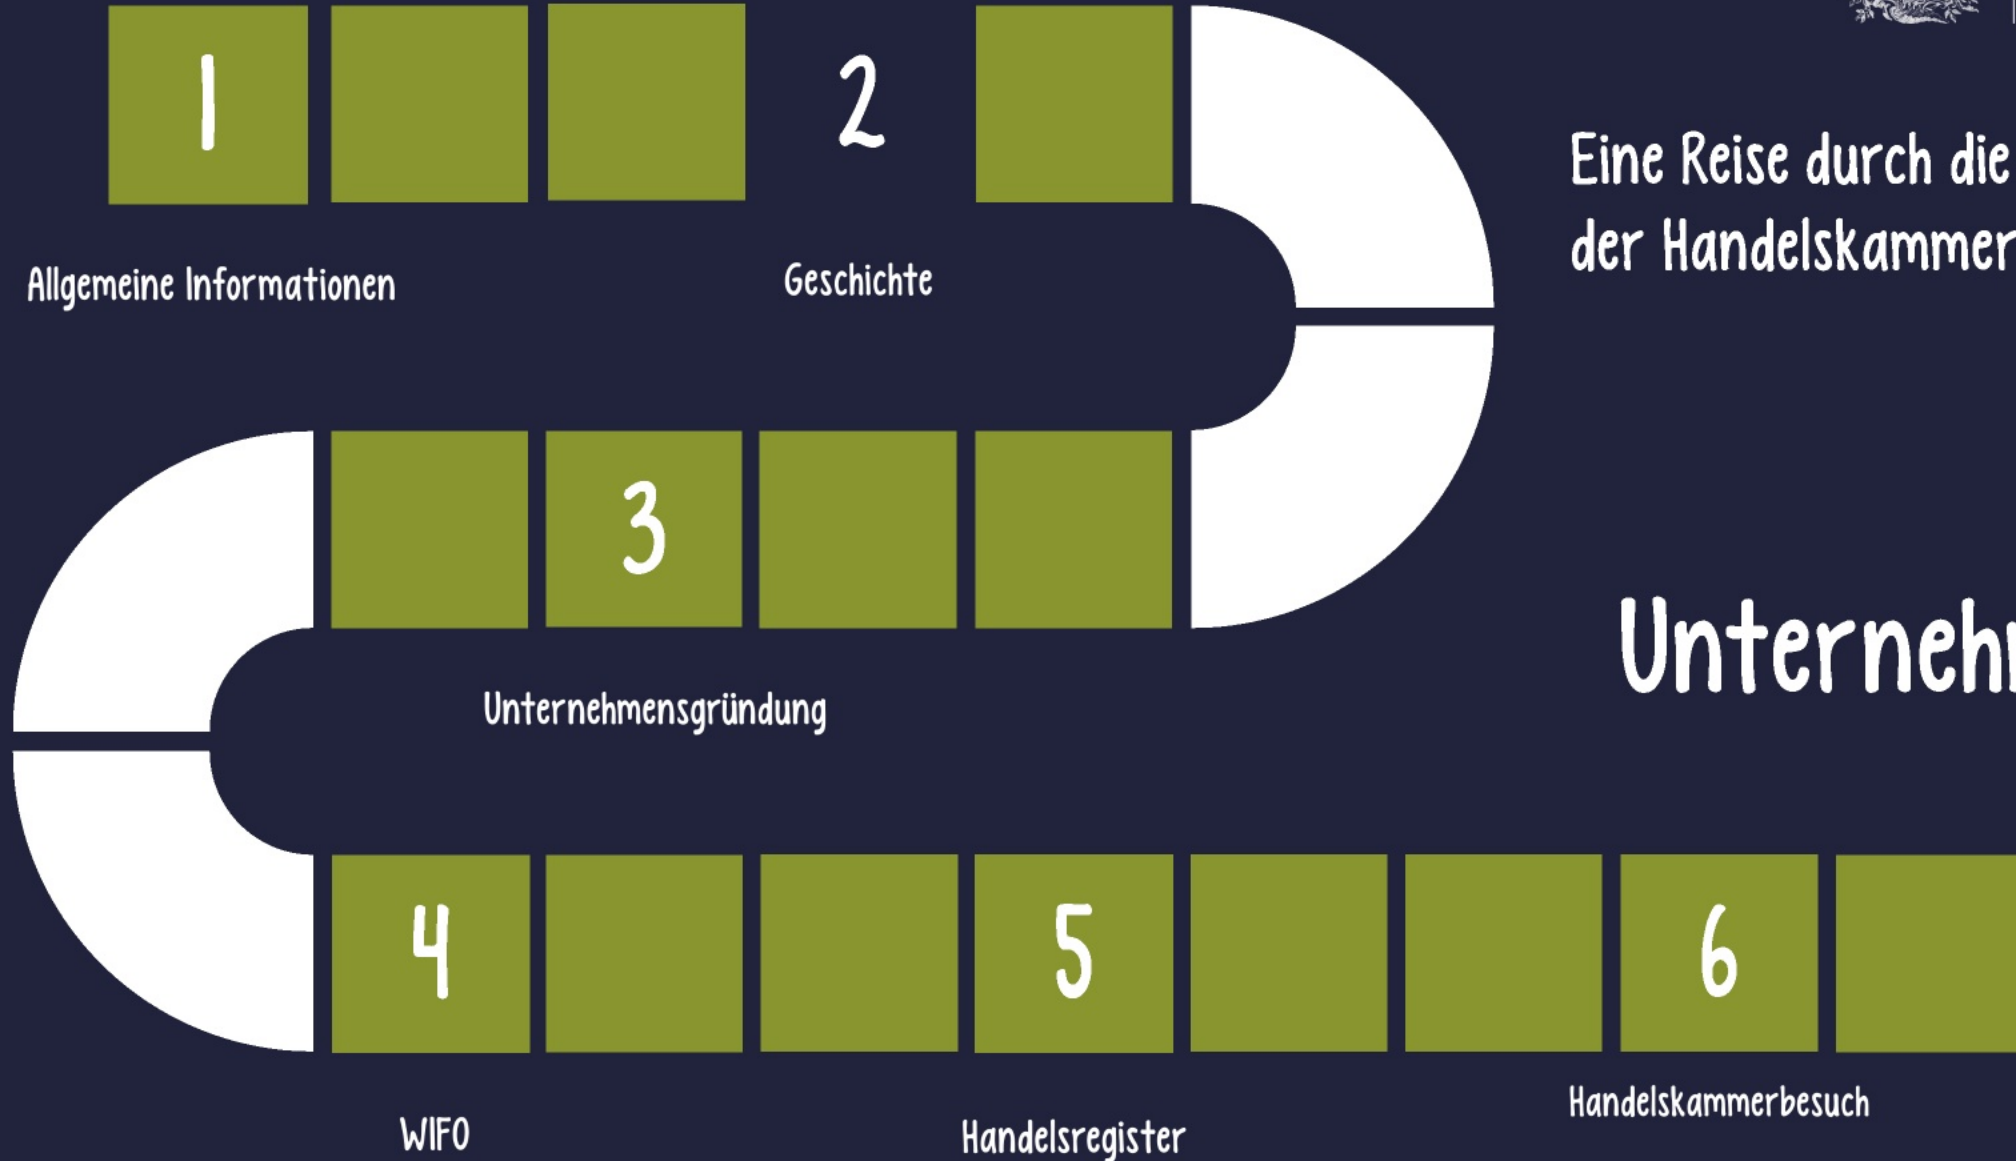 1
2
Allgemeine Informationen
Geschichte
Eine Reise durch die
der Handelskammer
3
Unternehmensgründung
4
5
6
WIFO
Handelsregister
Handelskammerbesuch